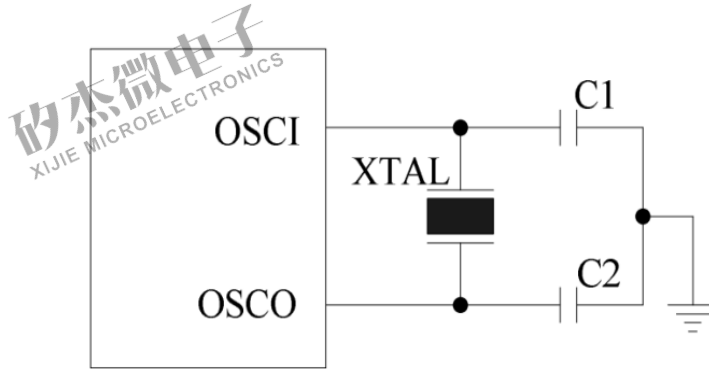 矽杰微电子
XIJIE MICROELECTRONICS
OSCI
C1
XTAL
OSCO
C2